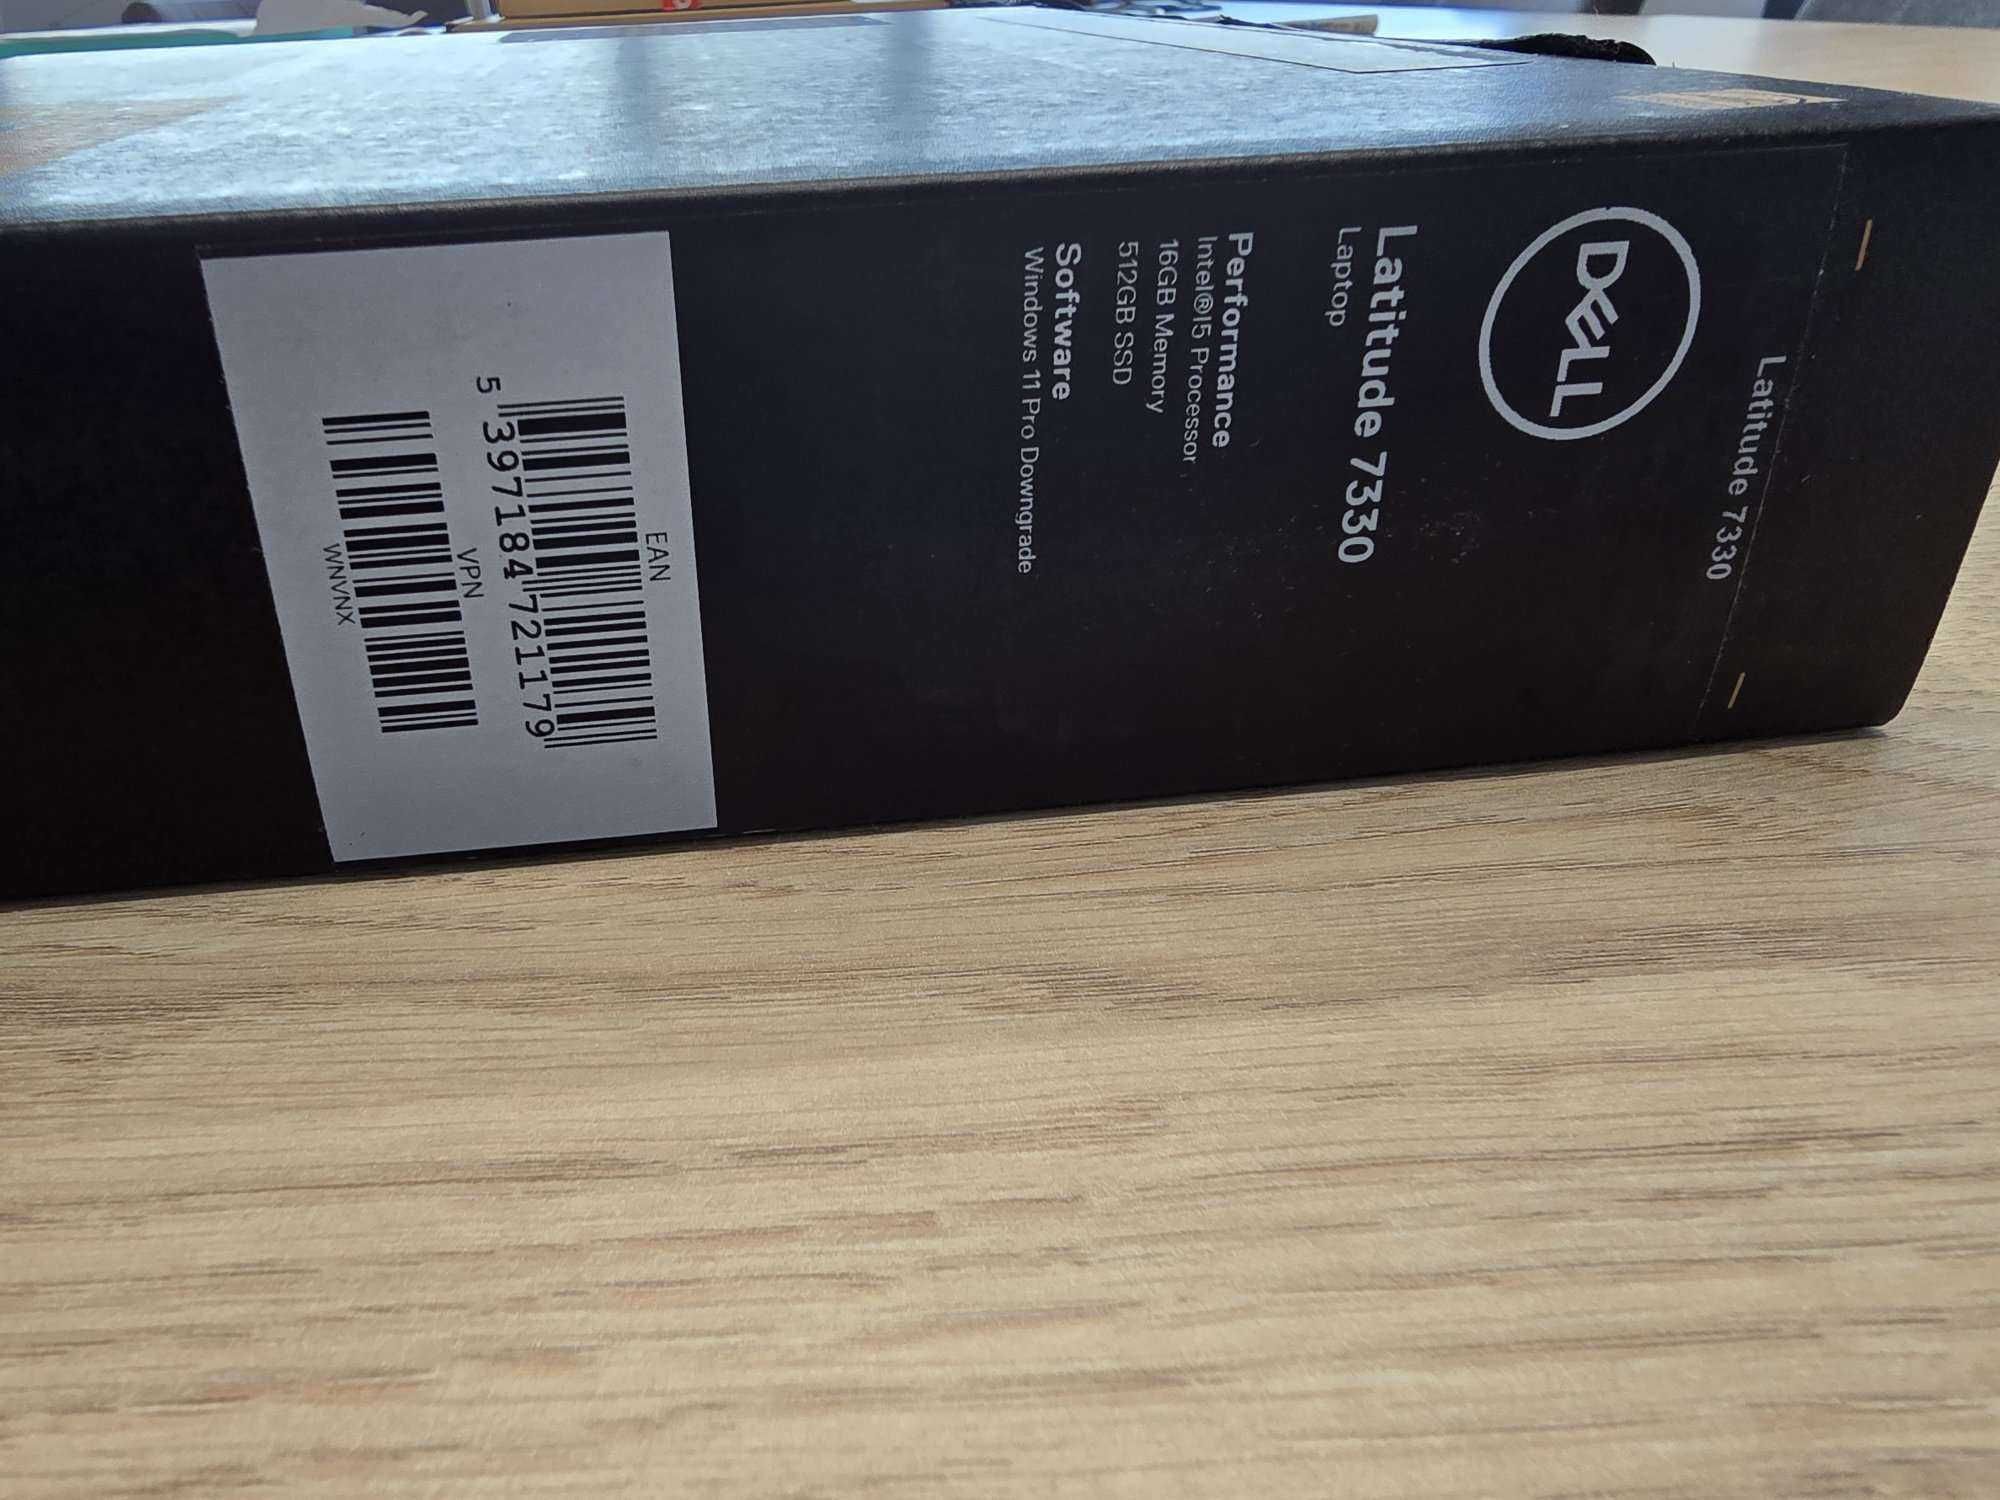 Latitude 7330
DELL
Latitude 7330
Laptop
Performance
Intel®I5 Processor
16GB Memory
512GB SSD
Software
Windows 11 Pro Downgrade
EAN
5 397184 721179
VPN
WNVNX